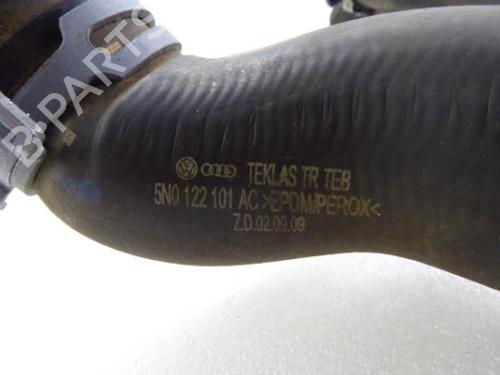 TEKLAS TR TEB
5N0 122 101 AC >EPDM/PEROX<
Z.D.02.09.09
B-PARTS